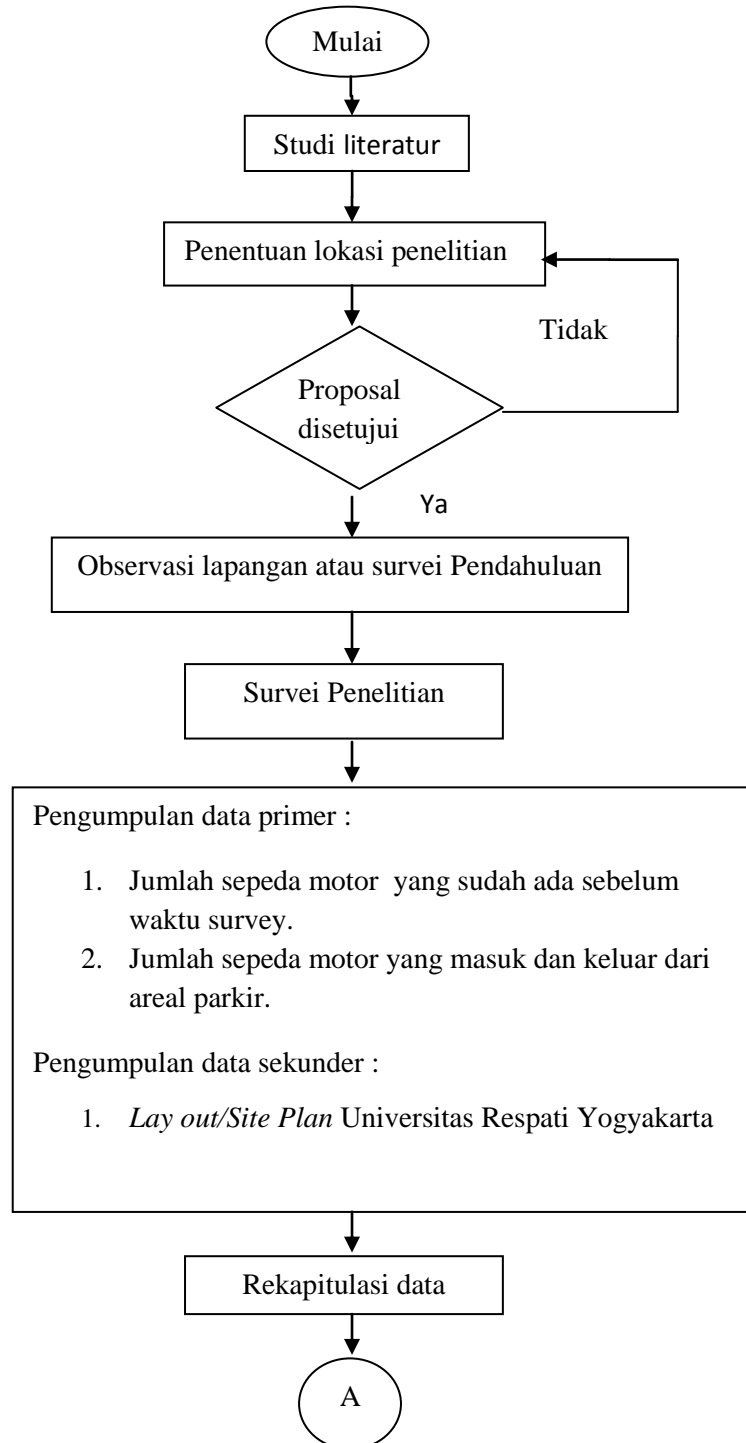 Mulai
Studi literatur
Penentuan lokasi penelitian
Tidak
Proposal
disetujui
Ya
Observasi lapangan atau survei Pendahuluan
Survei Penelitian
Pengumpulan data primer :
1. Jumlah sepeda motor yang sudah ada sebelum
waktu survey.
2. Jumlah sepeda motor yang masuk dan keluar dari
areal parkir.
Pengumpulan data sekunder :
1. Lay out/Site Plan Universitas Respati Yogyakarta
Rekapitulasi data
A